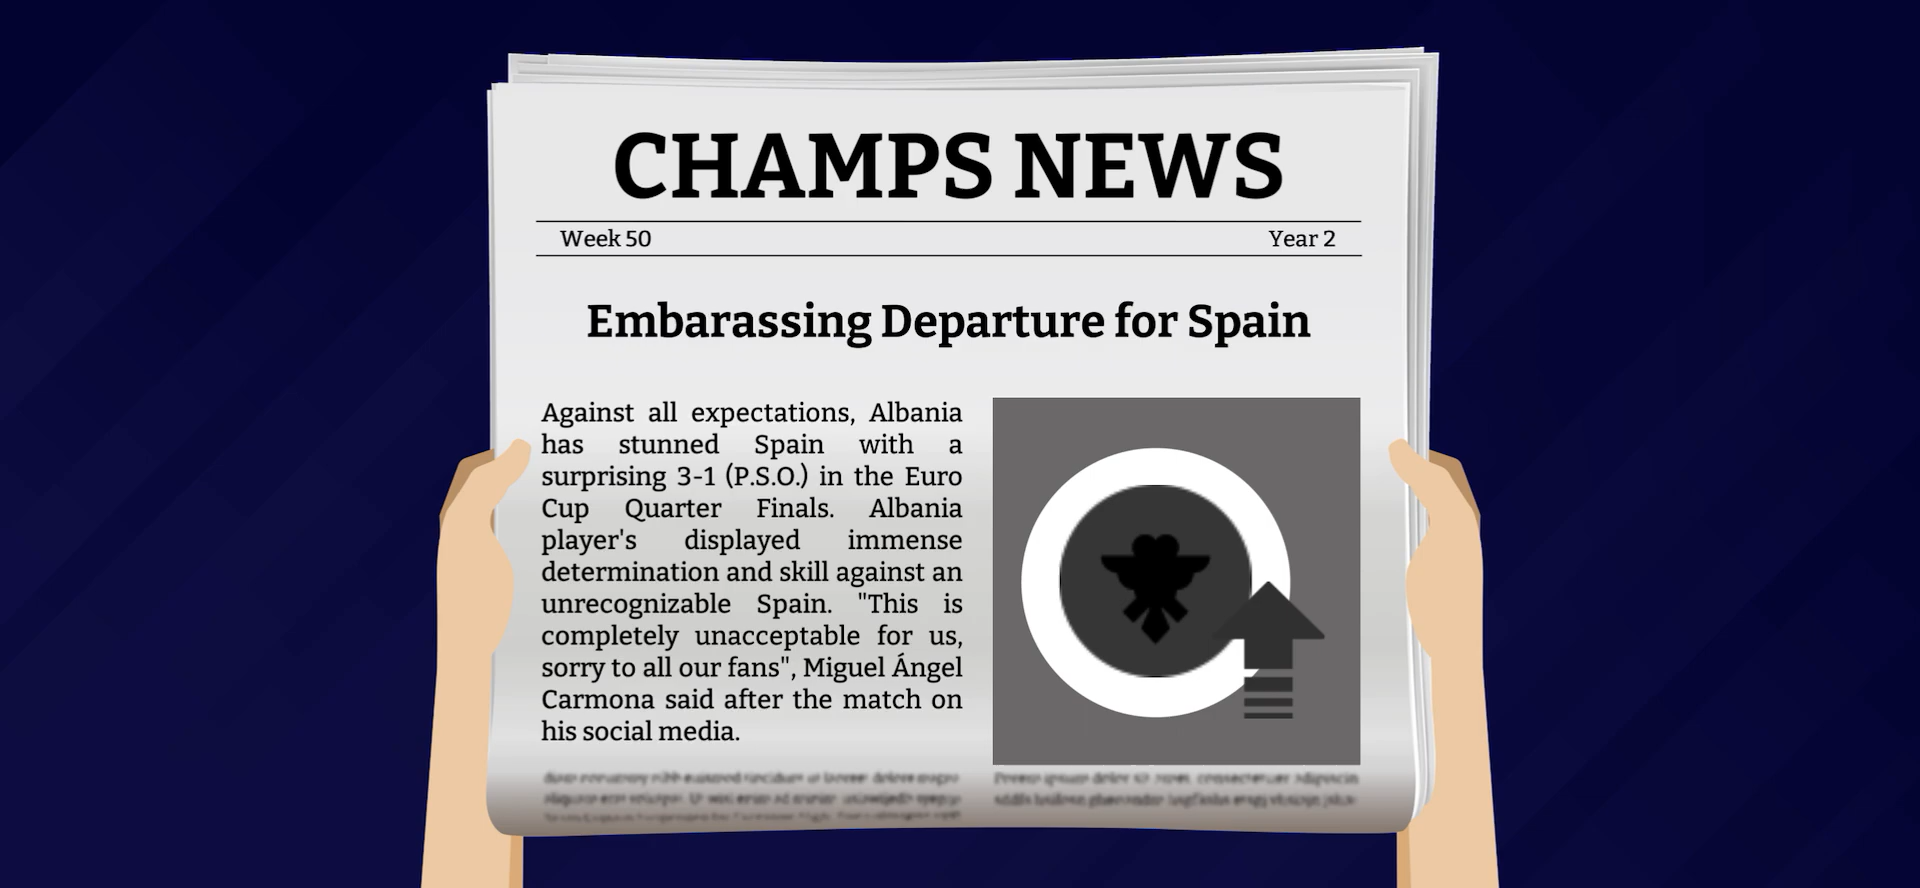 CHAMPS NEWS
Week 50
Year 2
Embarassing Departure for Spain
Against all expectations, Albania
has stunned Spain with a
surprising 3-1 (P.S.O.) in the Euro
Cup Quarter Finals. Albania
player's displayed immense
determination and skill against an
unrecognizable Spain. "This is
completely unacceptable for us,
sorry to all our fans", Miguel Ángel
Carmona said after the match on
his social media.